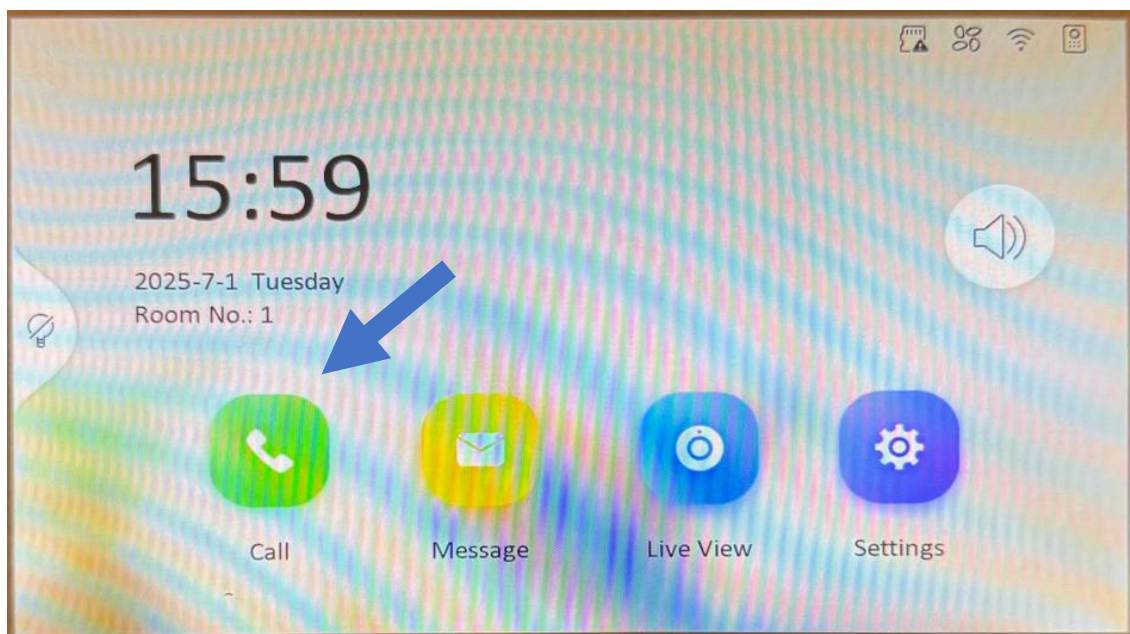 15:59
2025-7-1 Tuesday
Room No.: 1
Call
Message
Live View
Settings